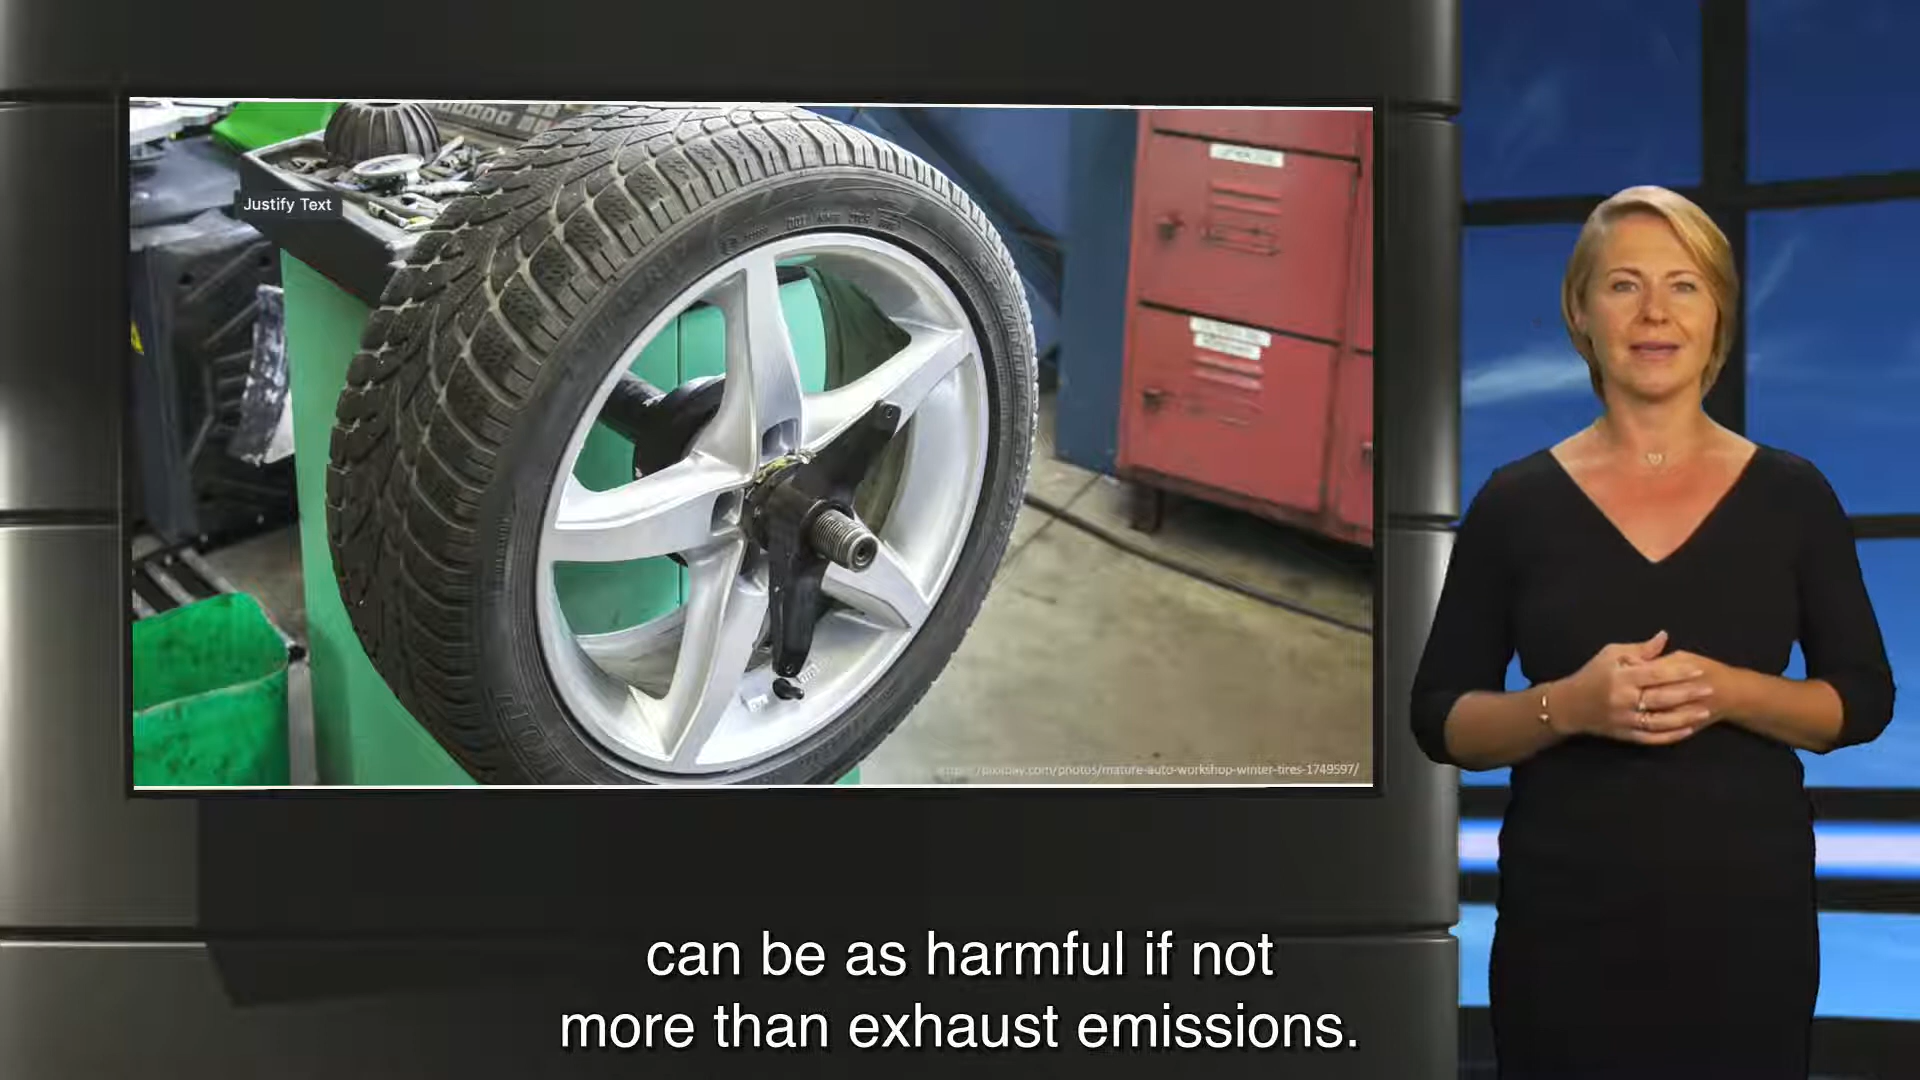 Justify Text
https://pixabay.com/photos/mature-auto-workshop-winter-tires-1749597/
can be as harmful if not
more than exhaust emissions.